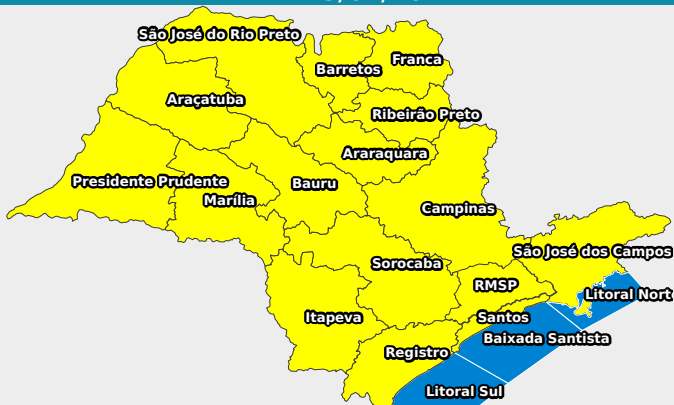 São José do Rio Preto
Franca
Barretos
Araçatuba
Ribeirão Preto
Araraquara
Presidente Prudente
Bauru
Marília
Campinas
São José dos Campos
Sorocaba
RMSP
Litoral Nort
Itapeva
Santos
Baixada Santista
Registro
Litoral Sul